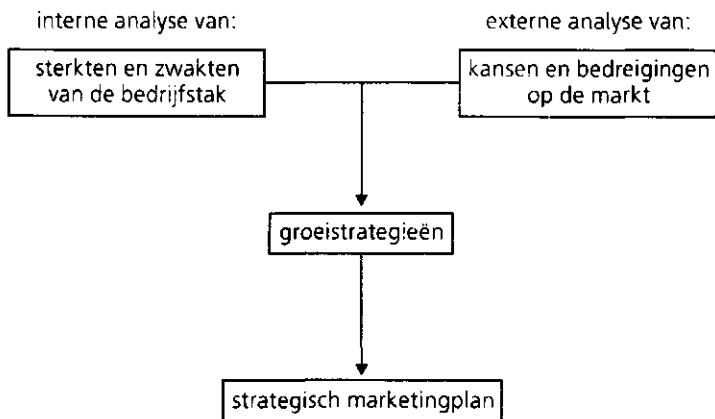 interne analyse van:
sterkten en zwakten
van de bedrijfstak
externe analyse van:
kansen en bedreigingen
op de markt
groeistrategieën
strategisch marketingplan